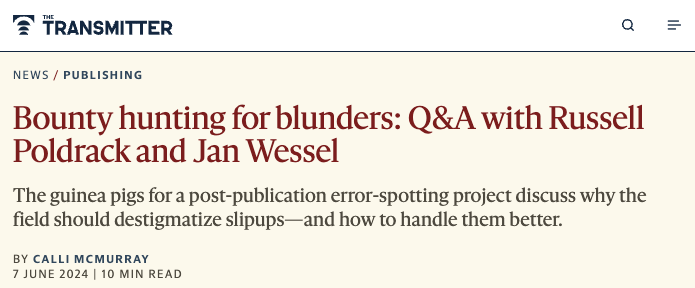 THE
TRANSMITTER
NEWS / PUBLISHING
Bounty hunting for blunders: Q&A with Russell
Poldrack and Jan Wessel
The guinea pigs for a post-publication error-spotting project discuss why the
field should destigmatize slipups—and how to handle them better.
BY CALLI MCMURRAY
7 JUNE 2024 | 10 MIN READ